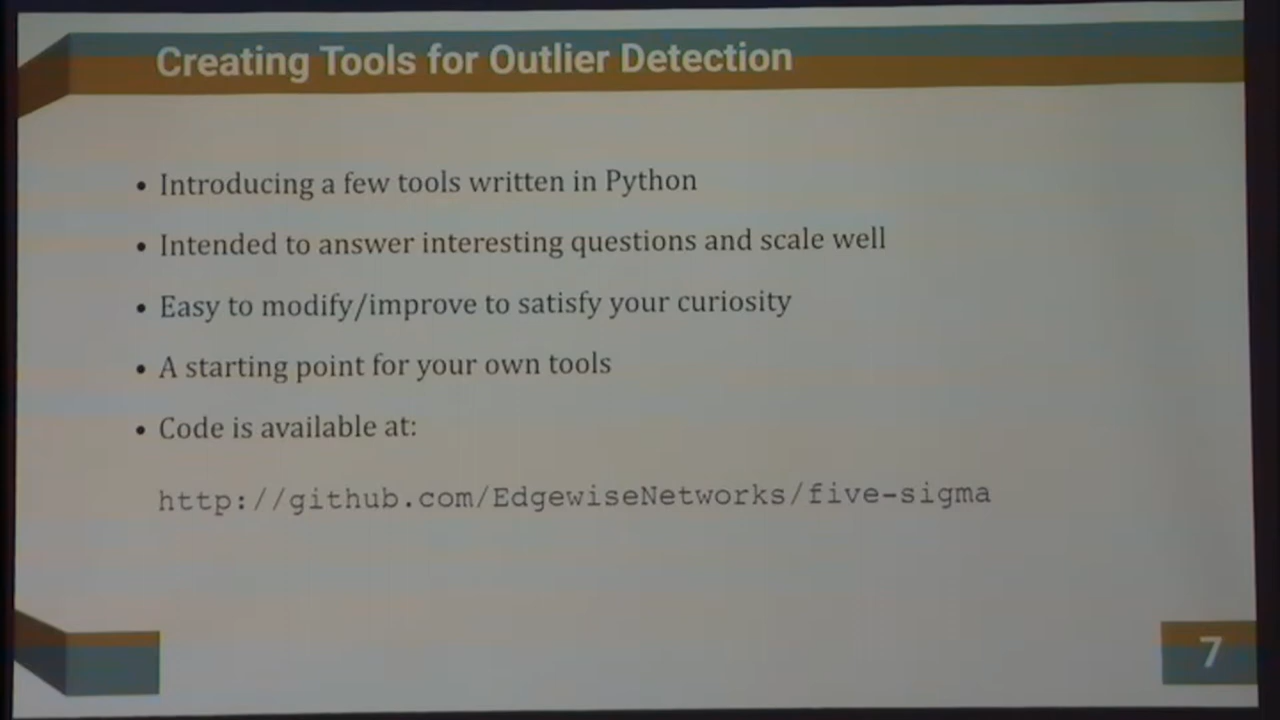 Creating Tools for Outlier Detection
• Introducing a few tools written in Python
• Intended to answer interesting questions and scale well
• Easy to modify/improve to satisfy your curiosity
• A starting point for your own tools
• Code is available at:
http://github.com/EdgewiseNetworks/five-sigma
7